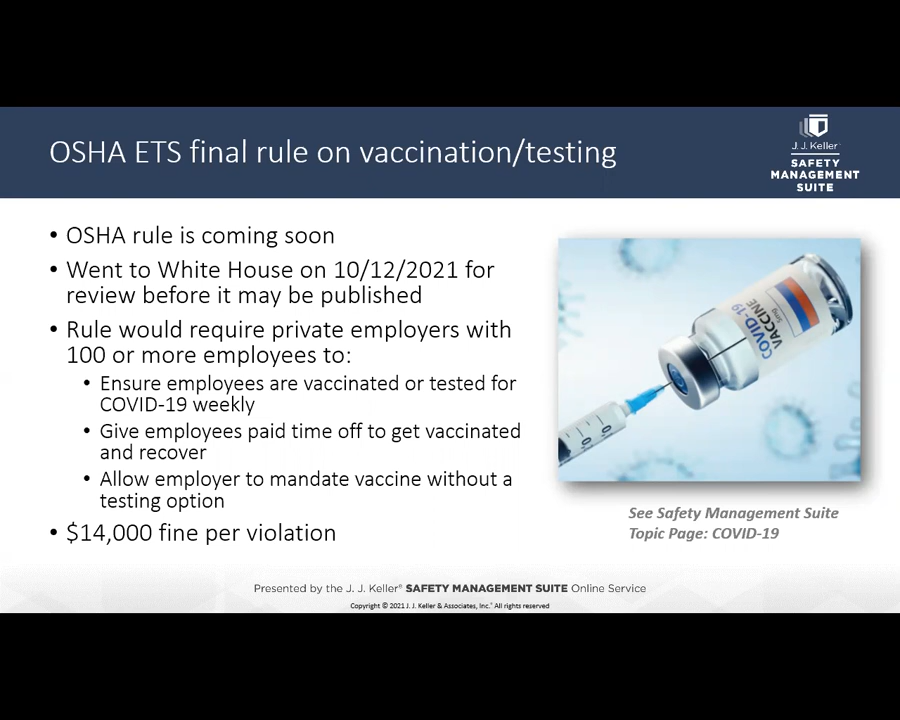 OSHA ETS final rule on vaccination/testing
J. J. Keller
SAFETY
MANAGEMENT
SUITE
• OSHA rule is coming soon
• Went to White House on 10/12/2021 for
review before it may be published
• Rule would require private employers with
100 or more employees to:
• Ensure employees are vaccinated or tested for
COVID-19 weekly
• Give employees paid time off to get vaccinated
and recover
• Allow employer to mandate vaccine without a
testing option
• $14,000 fine per violation
COVID-19
VACCINE
5mg
See Safety Management Suite
Topic Page: COVID-19
Presented by the J. J. Keller® SAFETY MANAGEMENT SUITE Online Service
Copyright © 2021 J. J. Keller & Associates, Inc.® All rights reserved